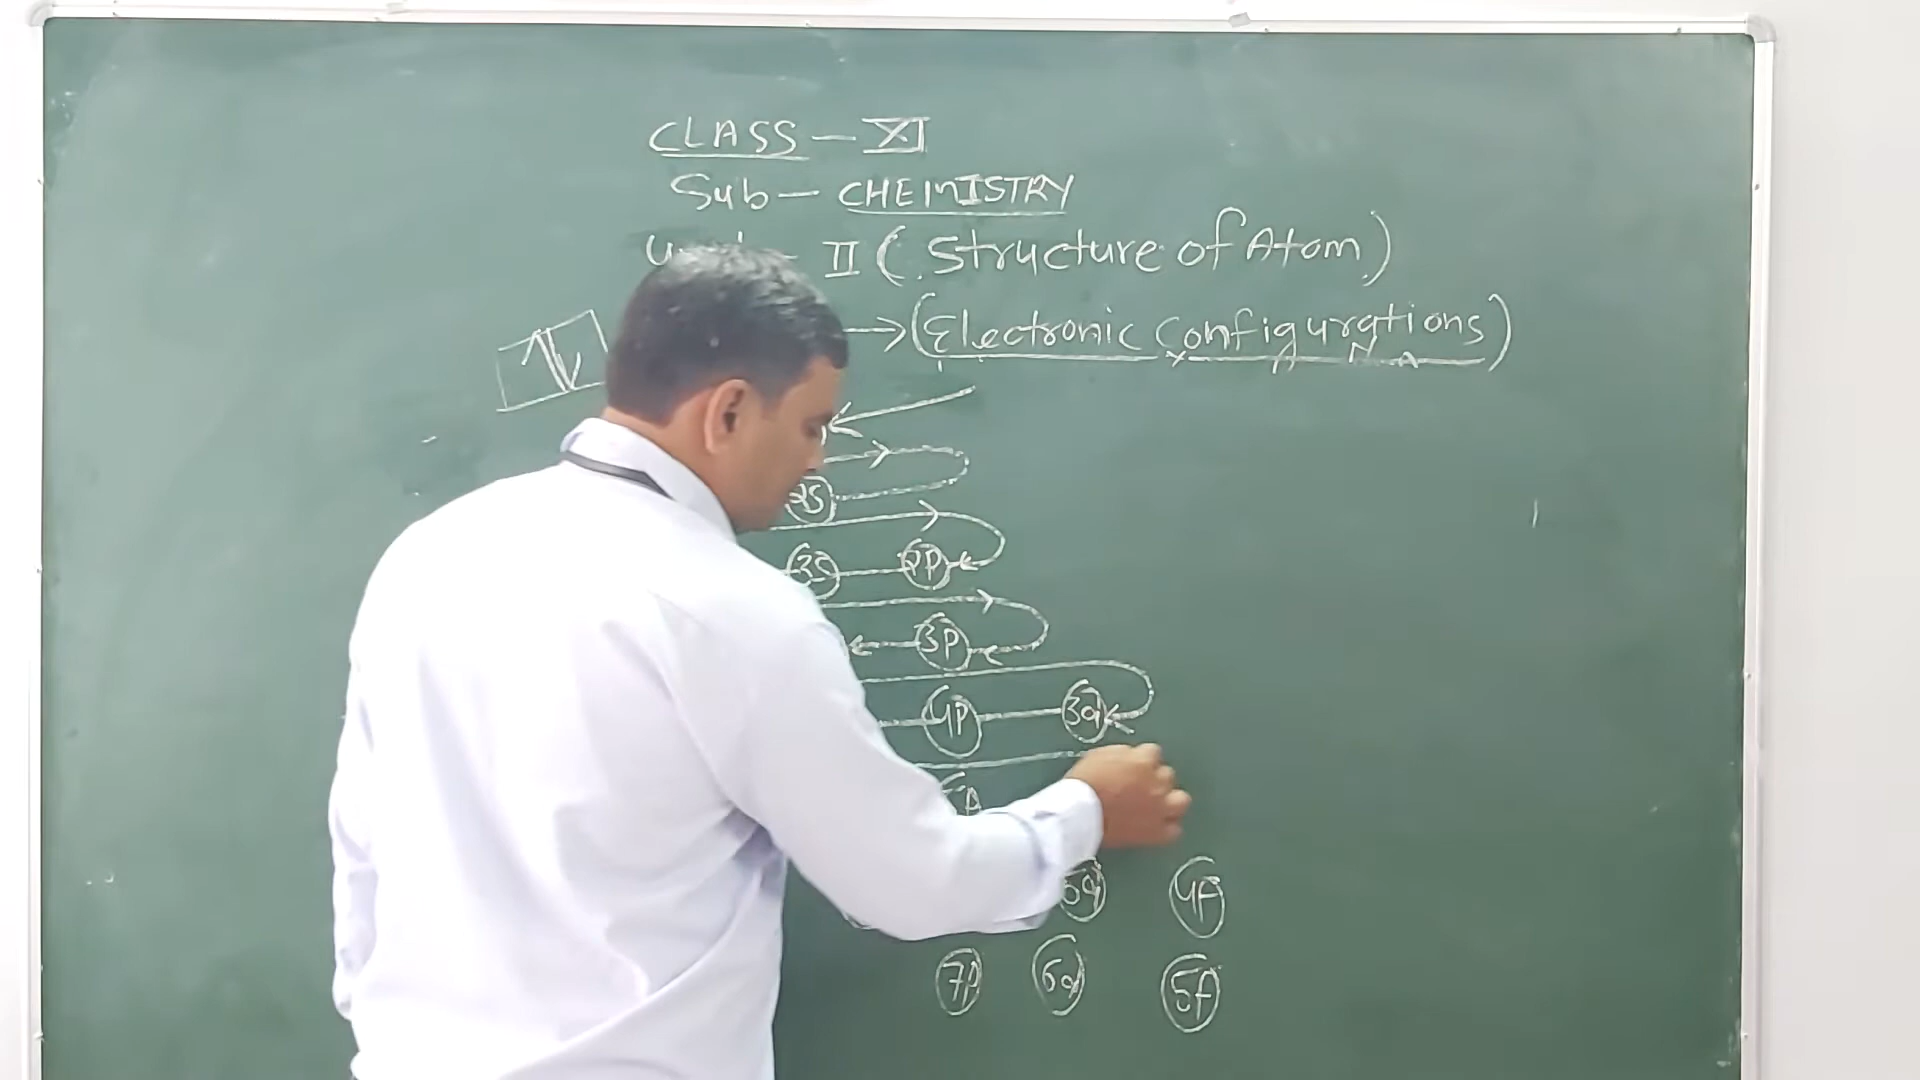 CLASS – XI
Sub – CHEMISTRY
II (Structure of Atom)
→ (Electronic Configurations)
2S
3S 2P
3P
4P 3d
5d 4f
7p 6d 5f